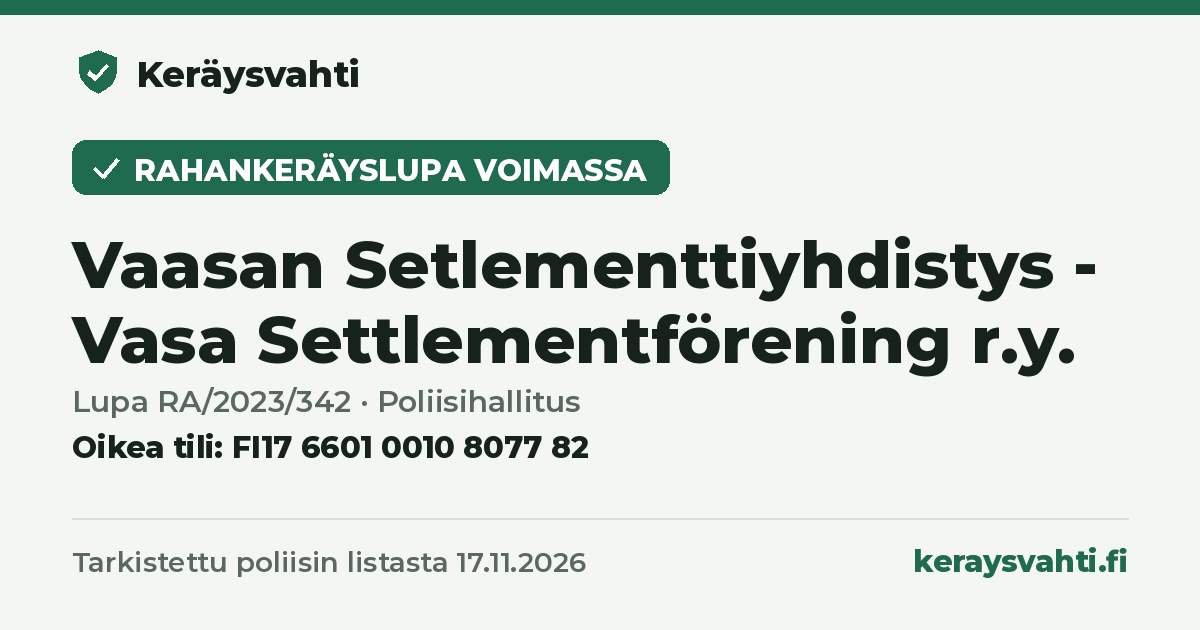 Keräysvahti
RAHANKERÄYSLUPA VOIMASSA
Vaasan Setlementtiyhdistys -
Vasa Settlementförening r.y.
Lupa RA/2023/342 · Poliisihallitus
Oikea tili: FI17 6601 0010 8077 82
Tarkistettu poliisin listasta 17.11.2026
keraysvahti.fi